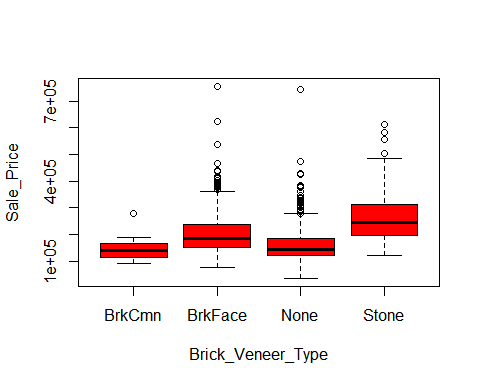 Sale_Price
7e+05
4e+05
1e+05
BrkCmn BrkFace None Stone
Brick_Veneer_Type